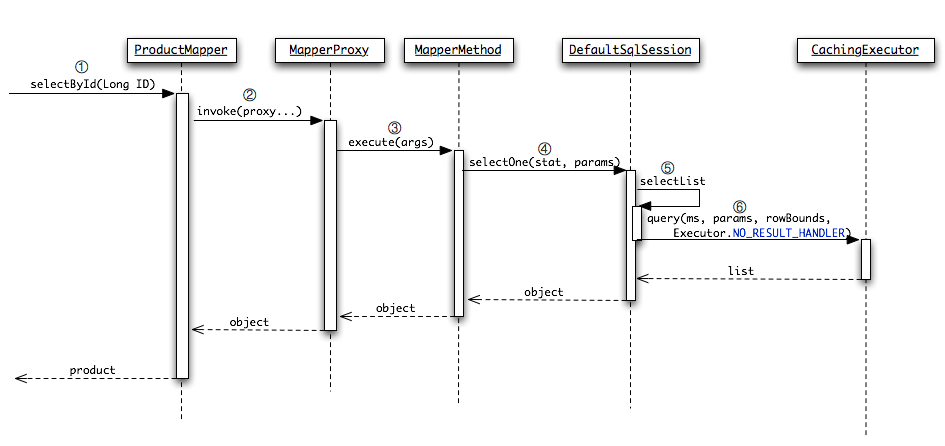 ProductMapper
MapperProxy
MapperMethod
DefaultSqlSession
CachingExecutor
①
selectById(Long ID)
②
invoke(proxy...)
③
execute(args)
④
selectOne(stat, params)
⑤
selectList
⑥
query(ms, params, rowBounds,
Executor.NO_RESULT_HANDLER)
list
object
object
object
product